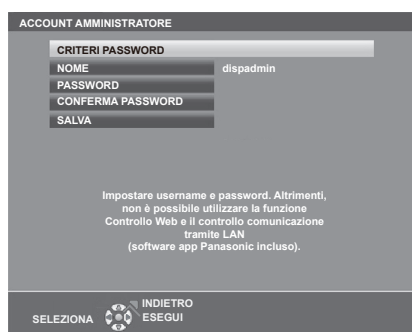 ACCOUNT AMMINISTRATORE
CRITERI PASSWORD
NOME dispadmin
PASSWORD
CONFERMA PASSWORD
SALVA
Impostare username e password. Altrimenti,
non è possibile utilizzare la funzione
Controllo Web e il controllo comunicazione
tramite LAN
(software app Panasonic incluso).
INDIETRO
SELEZIONA ESEGUI